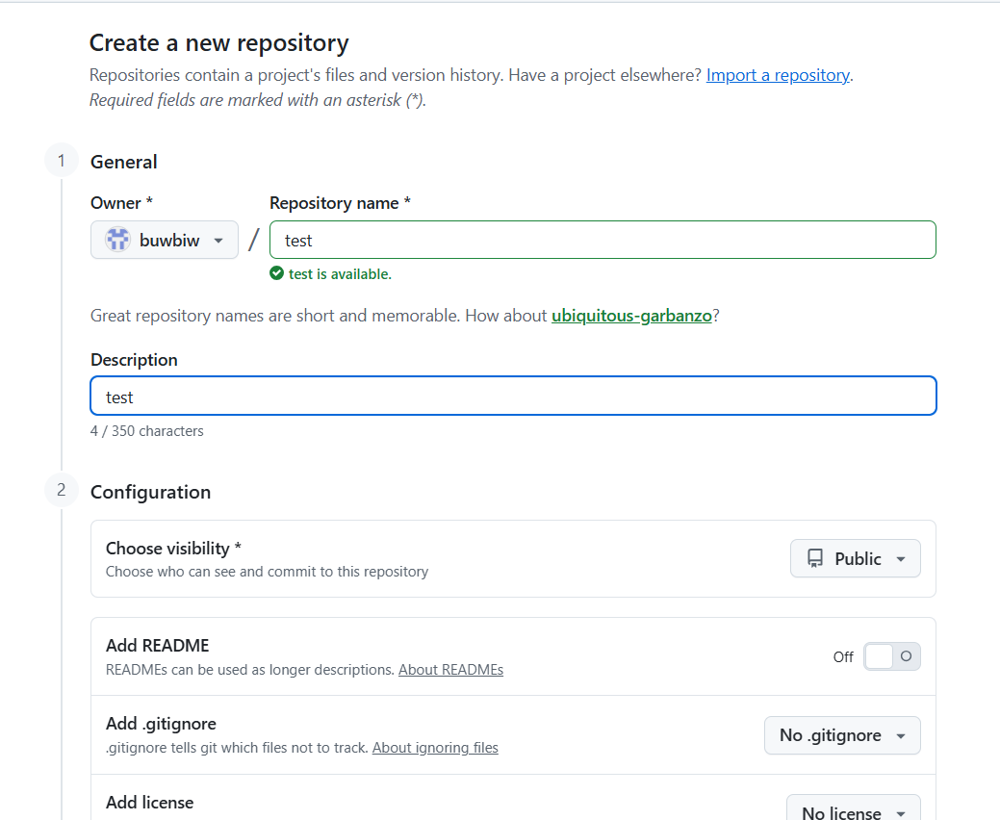 Create a new repository
Repositories contain a project's files and version history. Have a project elsewhere? Import a repository.
Required fields are marked with an asterisk (*).
1 General
Owner * Repository name *
buwbiw / test
test is available.
Great repository names are short and memorable. How about ubiquitous-garbanzo?
Description
test
4 / 350 characters
2 Configuration
Choose visibility *
Choose who can see and commit to this repository
Public
Add README
READMEs can be used as longer descriptions. About READMEs
Off
Add .gitignore
.gitignore tells git which files not to track. About ignoring files
No .gitignore
Add license
No license